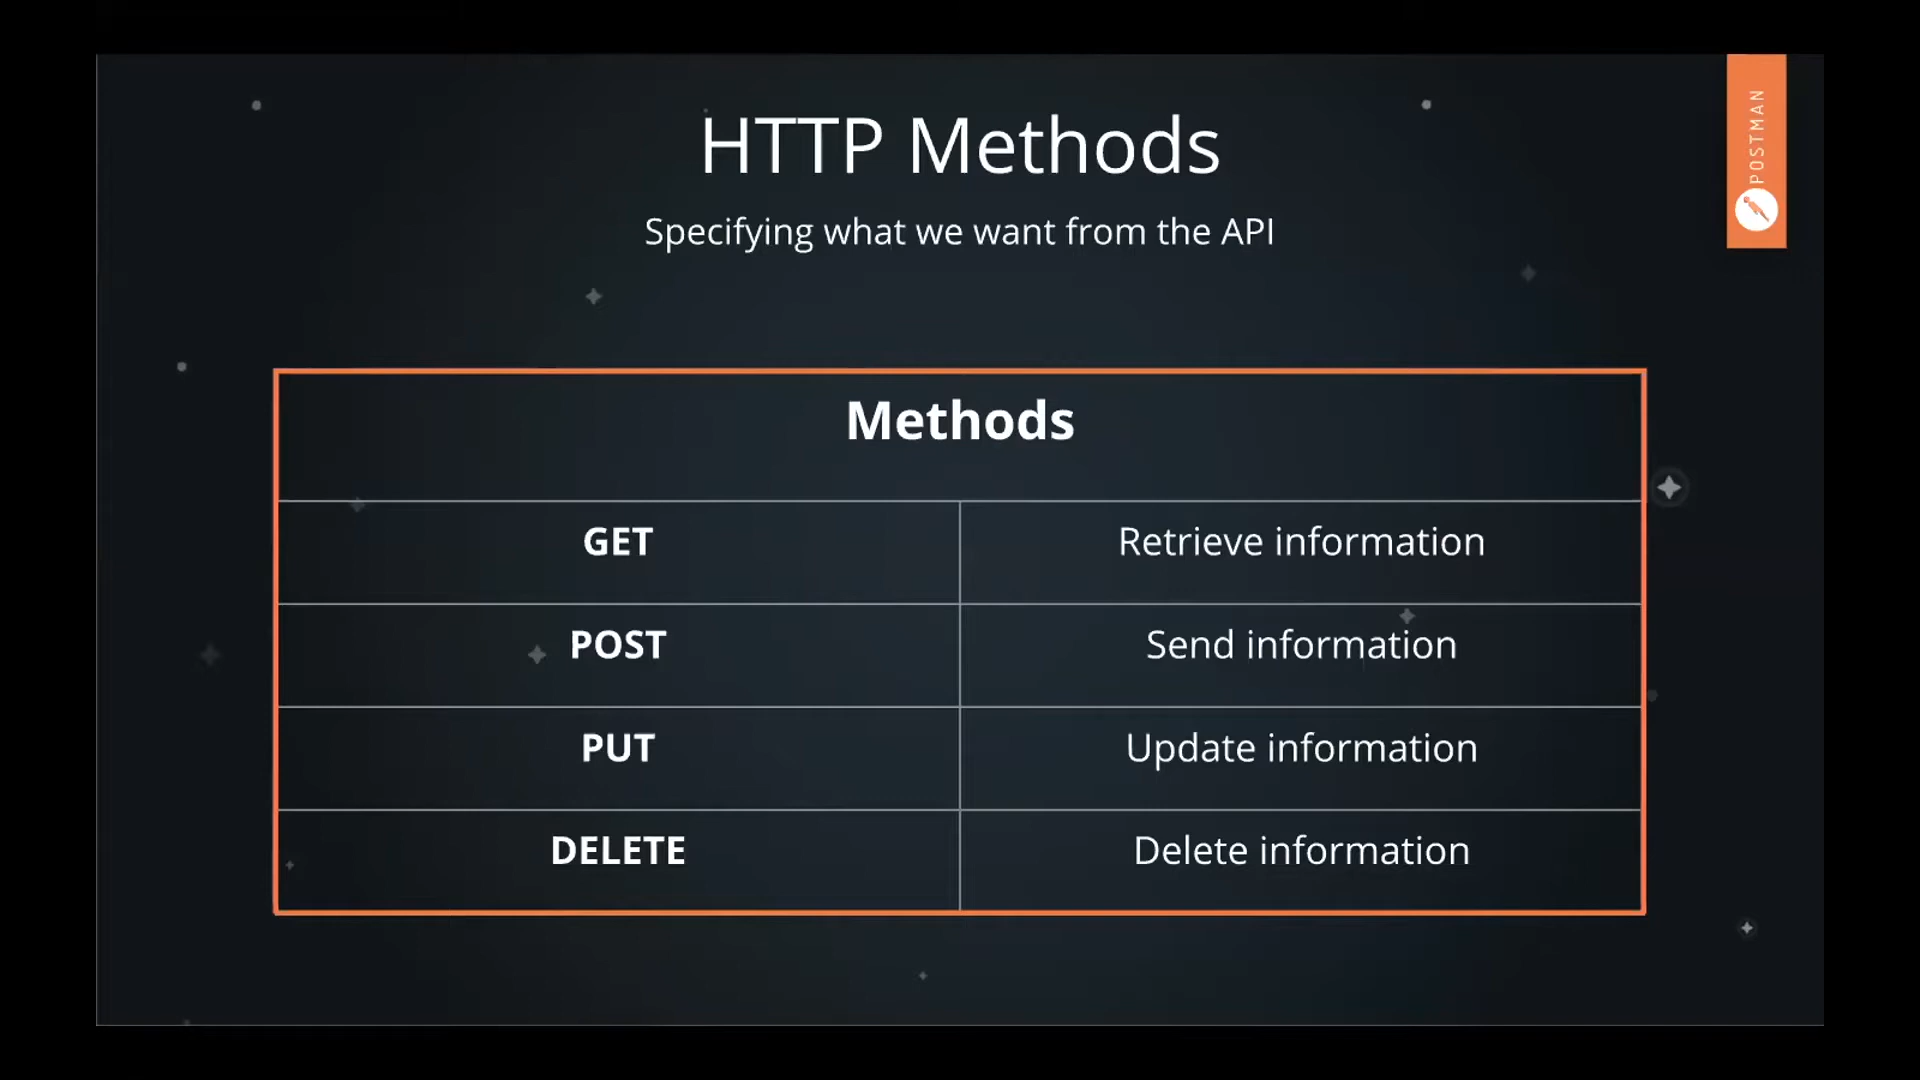 HTTP Methods
POSTMAN
Specifying what we want from the API
Methods
GET Retrieve information
POST Send information
PUT Update information
DELETE Delete information